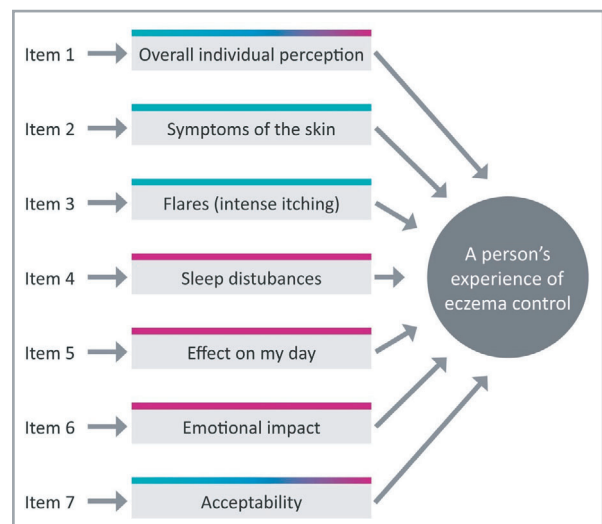 Item 1 Overall individual perception
Item 2 Symptoms of the skin
Item 3 Flares (intense itching)
Item 4 Sleep distubances
Item 5 Effect on my day
Item 6 Emotional impact
Item 7 Acceptability
A person's
experience of
eczema control